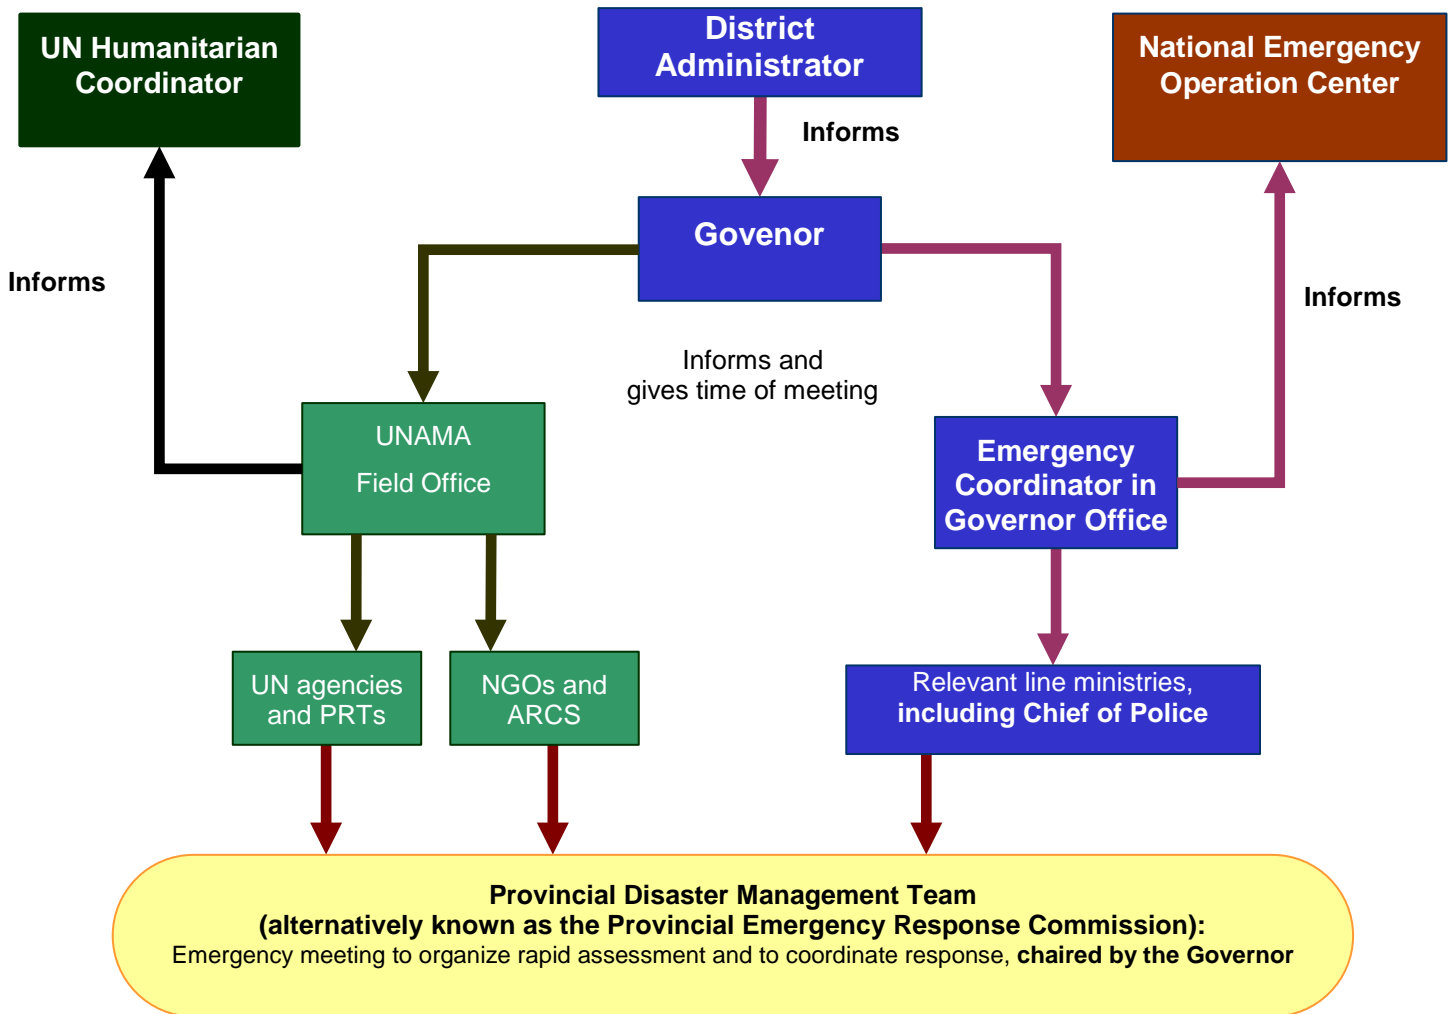 UN Humanitarian
Coordinator
District
Administrator
National Emergency
Operation Center
Informs
Govenor
Informs
Informs
Informs and
gives time of meeting
UNAMA
Field Office
Emergency
Coordinator in
Governor Office
UN agencies
and PRTs
NGOs and
ARCS
Relevant line ministries,
including Chief of Police
Provincial Disaster Management Team
(alternatively known as the Provincial Emergency Response Commission):
Emergency meeting to organize rapid assessment and to coordinate response, chaired by the Governor